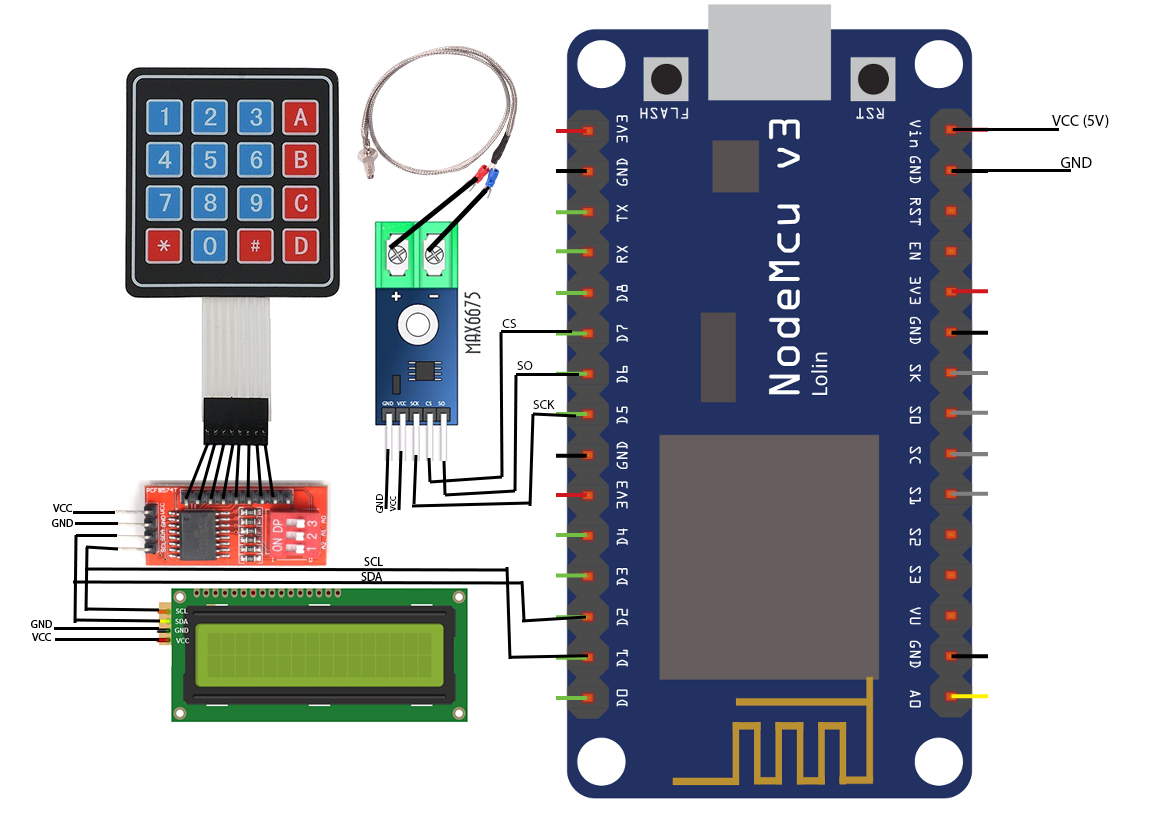 1 2 3 A
4 5 6 B
7 8 9 C
* 0 # D
+ −
MAX6675
GND VCC SCK CS SO
GND
VCC
CS
SO
SCK
PCF8574T
VCC
GND
SCL SDA GND VCC
ON DP
1 2 3
A2 A1 A0
SCL
SDA
SCL
SDA
GND
VCC
GND
VCC
FLASH
RST
NodeMcu v3
Lolin
3V3
GND
TX
RX
D8
D7
D6
D5
GND
3V3
D4
D3
D2
D1
D0
Vin
GND
RST
EN
3V3
GND
SK
SO
SC
S1
S2
S3
VU
GND
A0
VCC (5V)
GND